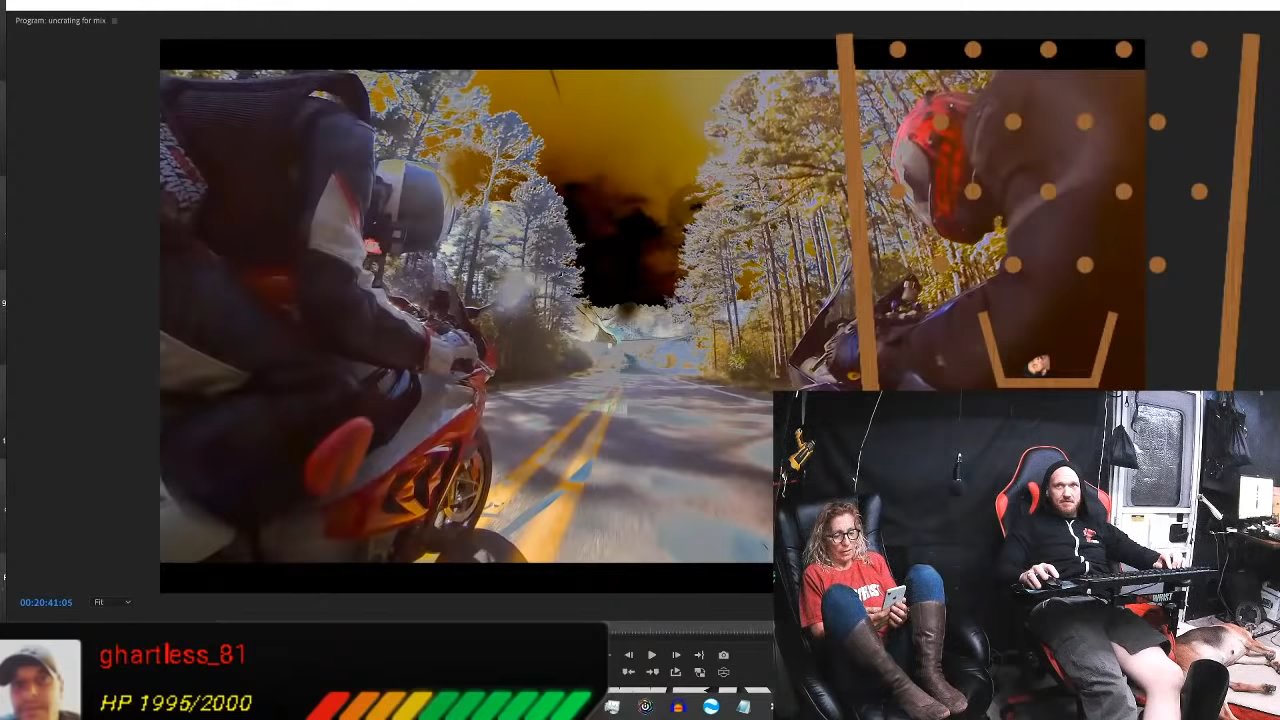 Program: uncrating for mix
00:20:41:05
Fit
ghartless_81
HP 1995/2000